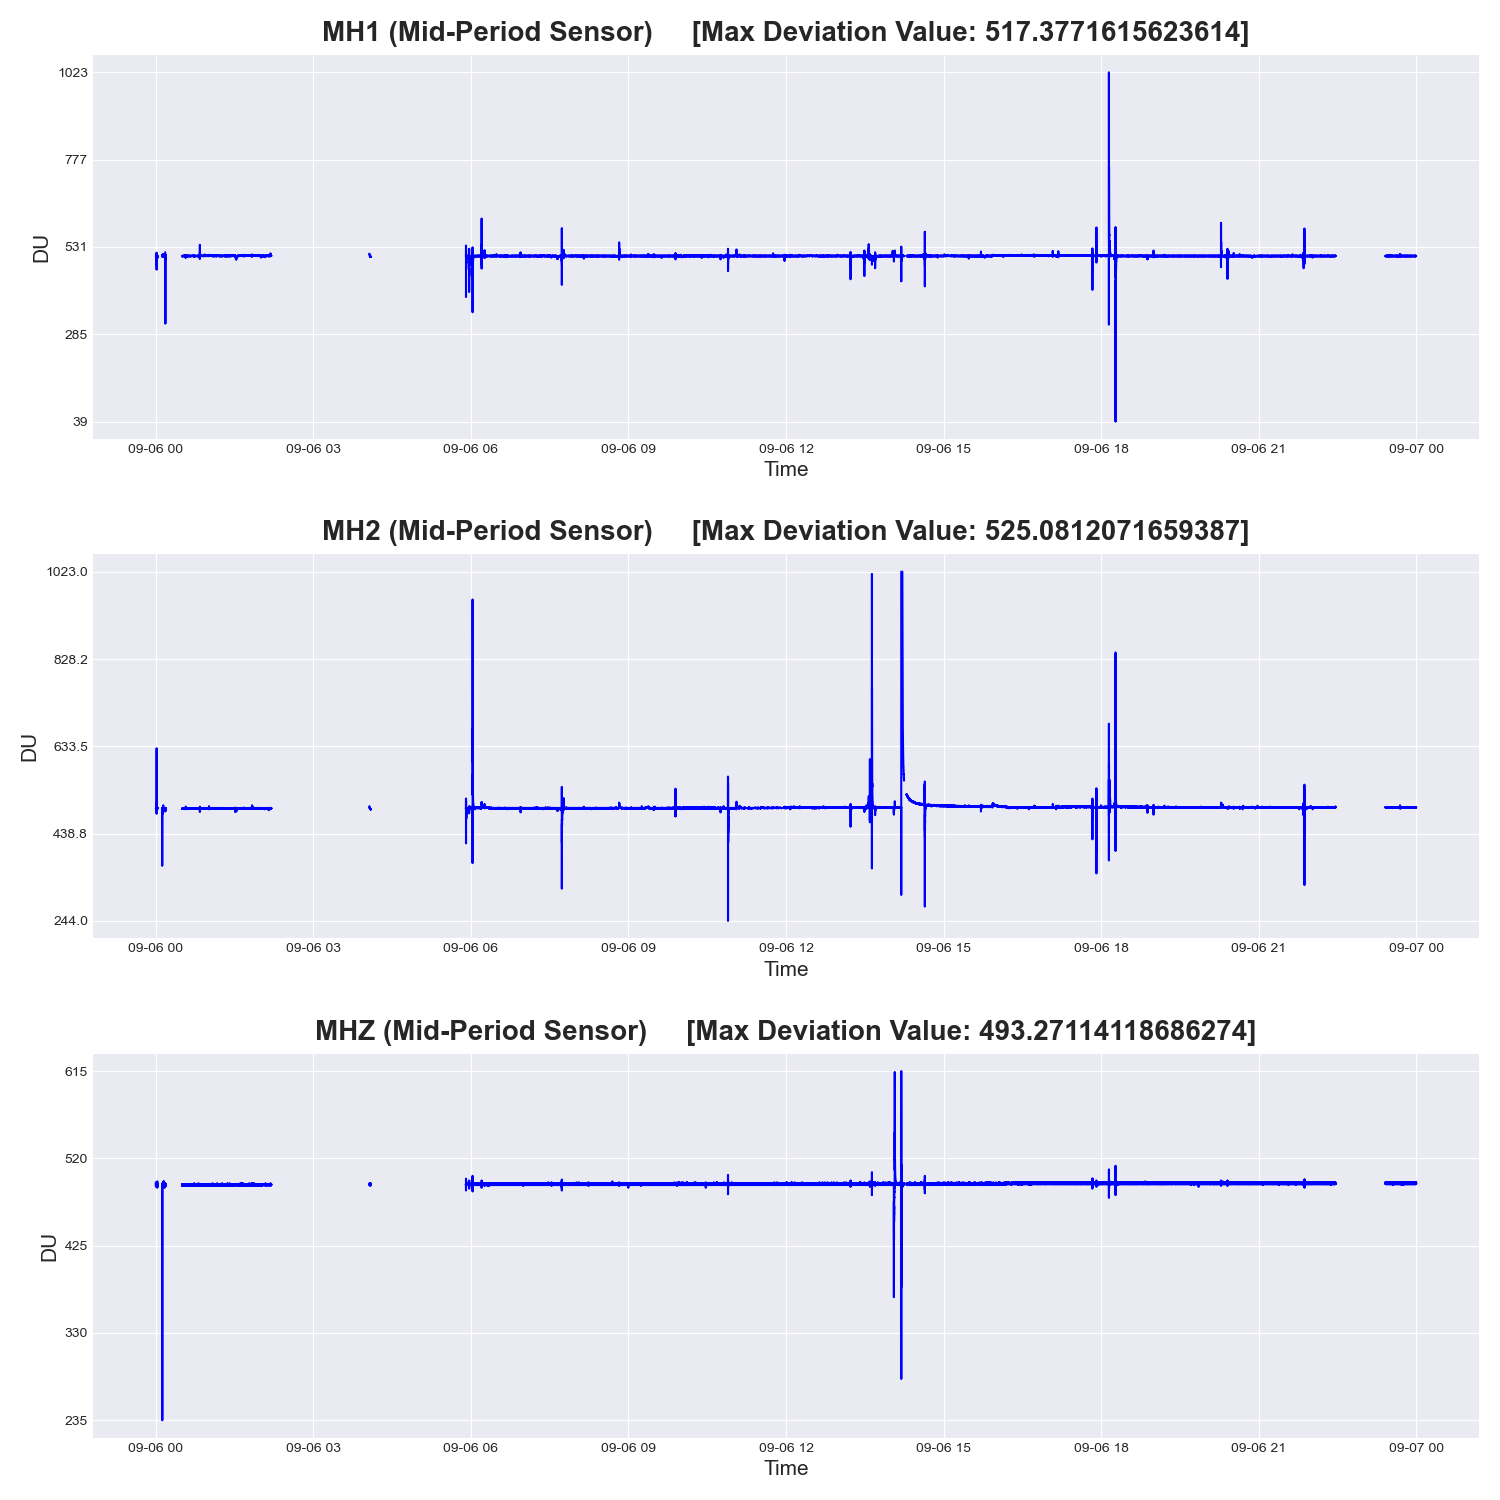 MH1 (Mid-Period Sensor) [Max Deviation Value: 517.3771615623614]
1023
777
531
285
39
DU
09-06 00 09-06 03 09-06 06 09-06 09 09-06 12 09-06 15 09-06 18 09-06 21 09-07 00
Time
MH2 (Mid-Period Sensor) [Max Deviation Value: 525.0812071659387]
1023.0
828.2
633.5
438.8
244.0
DU
09-06 00 09-06 03 09-06 06 09-06 09 09-06 12 09-06 15 09-06 18 09-06 21 09-07 00
Time
MHZ (Mid-Period Sensor) [Max Deviation Value: 493.27114118686274]
615
520
425
330
235
DU
09-06 00 09-06 03 09-06 06 09-06 09 09-06 12 09-06 15 09-06 18 09-06 21 09-07 00
Time